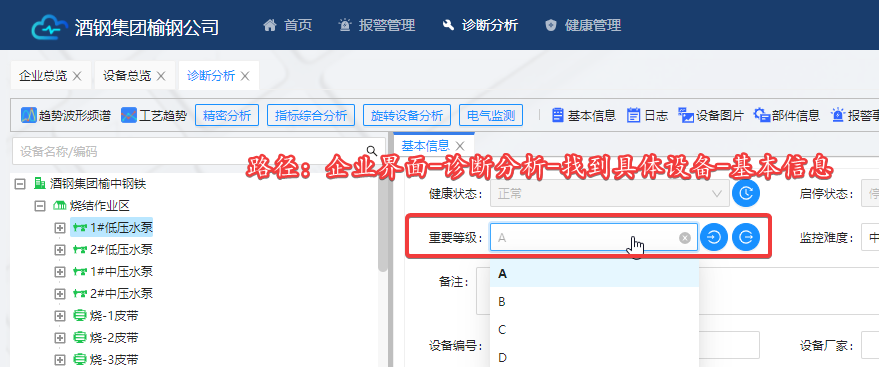 酒钢集团榆钢公司 首页 报警管理 诊断分析 健康管理
企业总览 设备总览 诊断分析
趋势波形频谱 工艺趋势 精密分析 指标综合分析 旋转设备分析 电气监测 基本信息 日志 设备图片 部件信息 报警事
设备名称/编码 基本信息
路径：企业界面-诊断分析-找到具体设备-基本信息
酒钢集团榆中钢铁 健康状态: 正常 启停状态: 停
烧结作业区
1#低压水泵 重要等级: A 监控难度: 中
2#低压水泵
1#中压水泵 A
备注:
2#中压水泵 B
烧-1皮带
C
烧-2皮带 设备编号: 设备厂家:
烧-3皮带 D